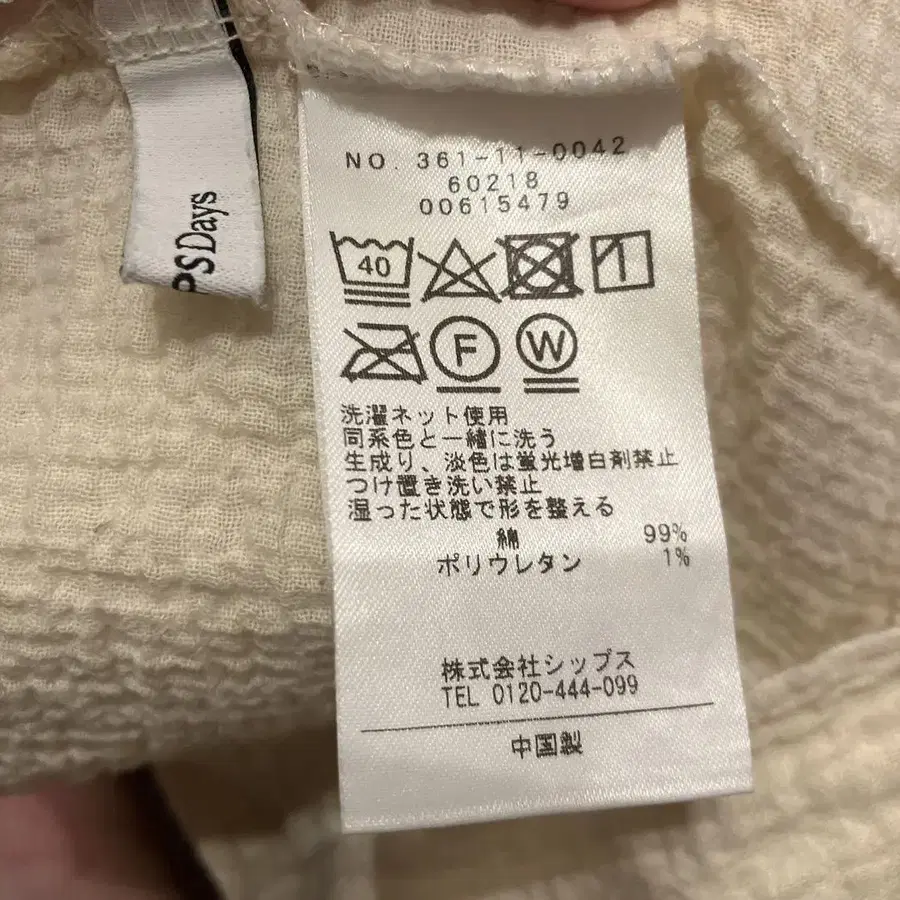 PS Days
NO. 361-11-0042
60218
00615479
40
F
W
洗濯ネット使用
同系色と一緒に洗う
生成り、淡色は蛍光増白剤禁止
つけ置き洗い禁止
湿った状態で形を整える
綿 99%
ポリウレタン 1%
株式会社シップス
TEL 0120-444-099
中国製